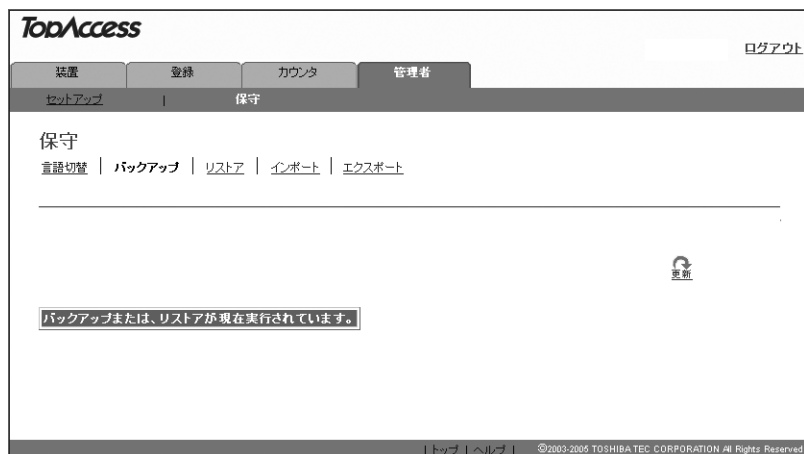 TopAccess
ログアウト
装置 登録 カウンタ 管理者
セットアップ | 保守
保守
言語切替 | バックアップ | リストア | インポート | エクスポート
更新
バックアップまたは、リストアが現在実行されています。
| トップ | ヘルプ | ©2003-2005 TOSHIBA TEC CORPORATION All Rights Reserved